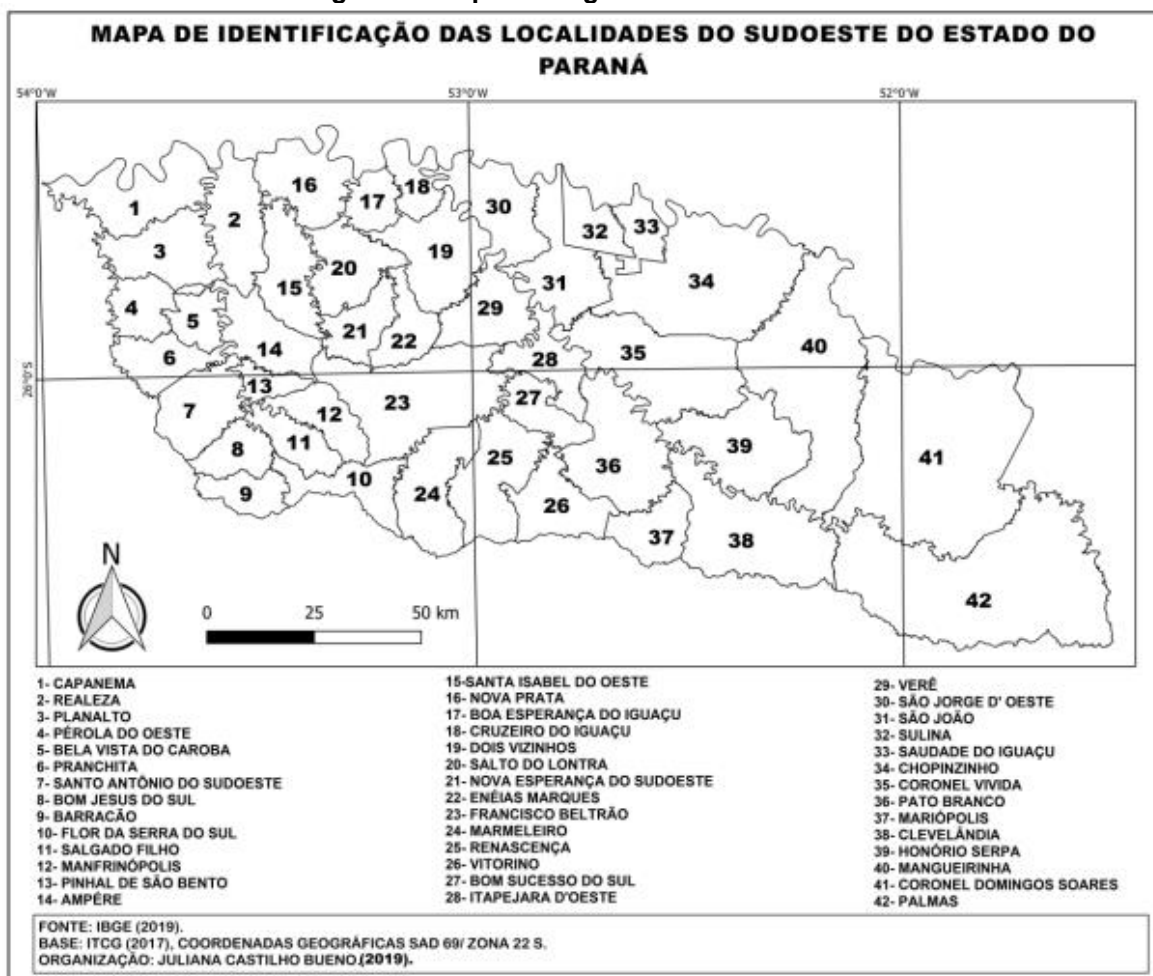 MAPA DE IDENTIFICAÇÃO DAS LOCALIDADES DO SUDOESTE DO ESTADO DO
PARANÁ
54°0'W
53°0'W
52°0'W
26°0'S
1
2
3
4
5
6
7
8
9
10
11
12
13
14
15
16
17
18
19
20
21
22
23
24
25
26
27
28
29
30
31
32
33
34
35
36
37
38
39
40
41
42
N
0 25 50 km
1- CAPANEMA
2- REALEZA
3- PLANALTO
4- PÉROLA DO OESTE
5- BELA VISTA DO CAROBA
6- PRANCHITA
7- SANTO ANTÔNIO DO SUDOESTE
8- BOM JESUS DO SUL
9- BARRACÃO
10- FLOR DA SERRA DO SUL
11- SALGADO FILHO
12- MANFRINÓPOLIS
13- PINHAL DE SÃO BENTO
14- AMPÉRE
15-SANTA ISABEL DO OESTE
16- NOVA PRATA
17- BOA ESPERANÇA DO IGUAÇU
18- CRUZEIRO DO IGUAÇU
19- DOIS VIZINHOS
20- SALTO DO LONTRA
21- NOVA ESPERANÇA DO SUDOESTE
22- ENÉIAS MARQUES
23- FRANCISCO BELTRÃO
24- MARMELEIRO
25- RENASCENÇA
26- VITORINO
27- BOM SUCESSO DO SUL
28- ITAPEJARA D'OESTE
29- VERÊ
30- SÃO JORGE D' OESTE
31- SÃO JOÃO
32- SULINA
33- SAUDADE DO IGUAÇU
34- CHOPINZINHO
35- CORONEL VIVIDA
36- PATO BRANCO
37- MARIÓPOLIS
38- CLEVELÂNDIA
39- HONÓRIO SERPA
40- MANGUEIRINHA
41- CORONEL DOMINGOS SOARES
42- PALMAS
FONTE: IBGE (2019).
BASE: ITCG (2017), COORDENADAS GEOGRÁFICAS SAD 69/ ZONA 22 S.
ORGANIZAÇÃO: JULIANA CASTILHO BUENO.(2019).